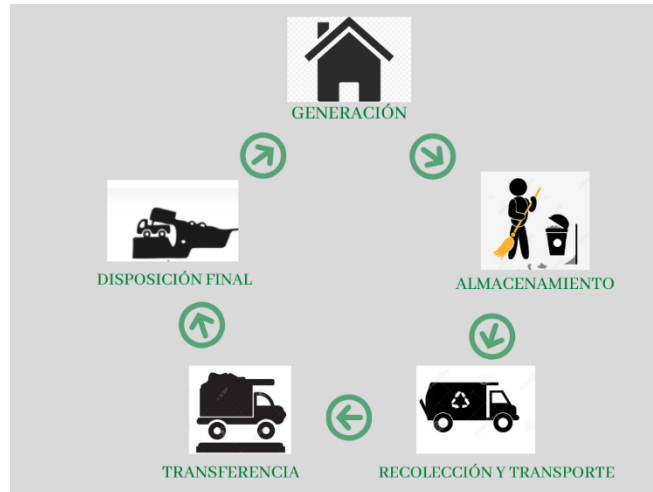 GENERACIÓN
ALMACENAMIENTO
RECOLECCIÓN Y TRANSPORTE
TRANSFERENCIA
DISPOSICIÓN FINAL